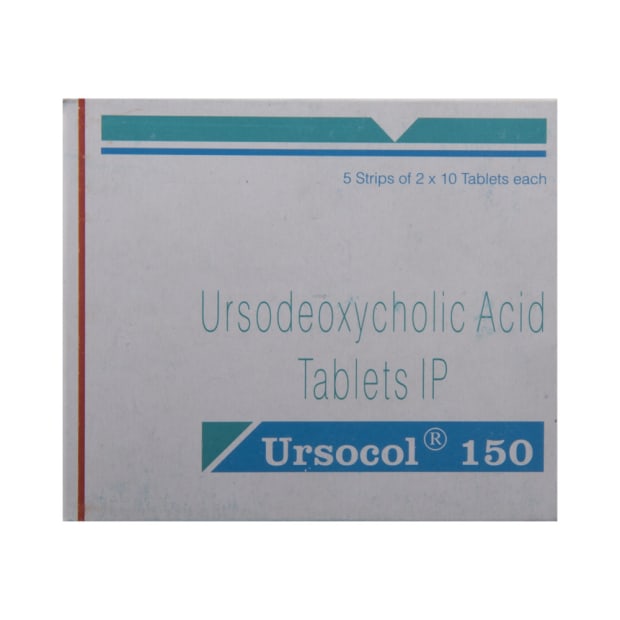 5 Strips of 2 x 10 Tablets each
Ursodeoxycholic Acid
Tablets IP
Ursocol® 150